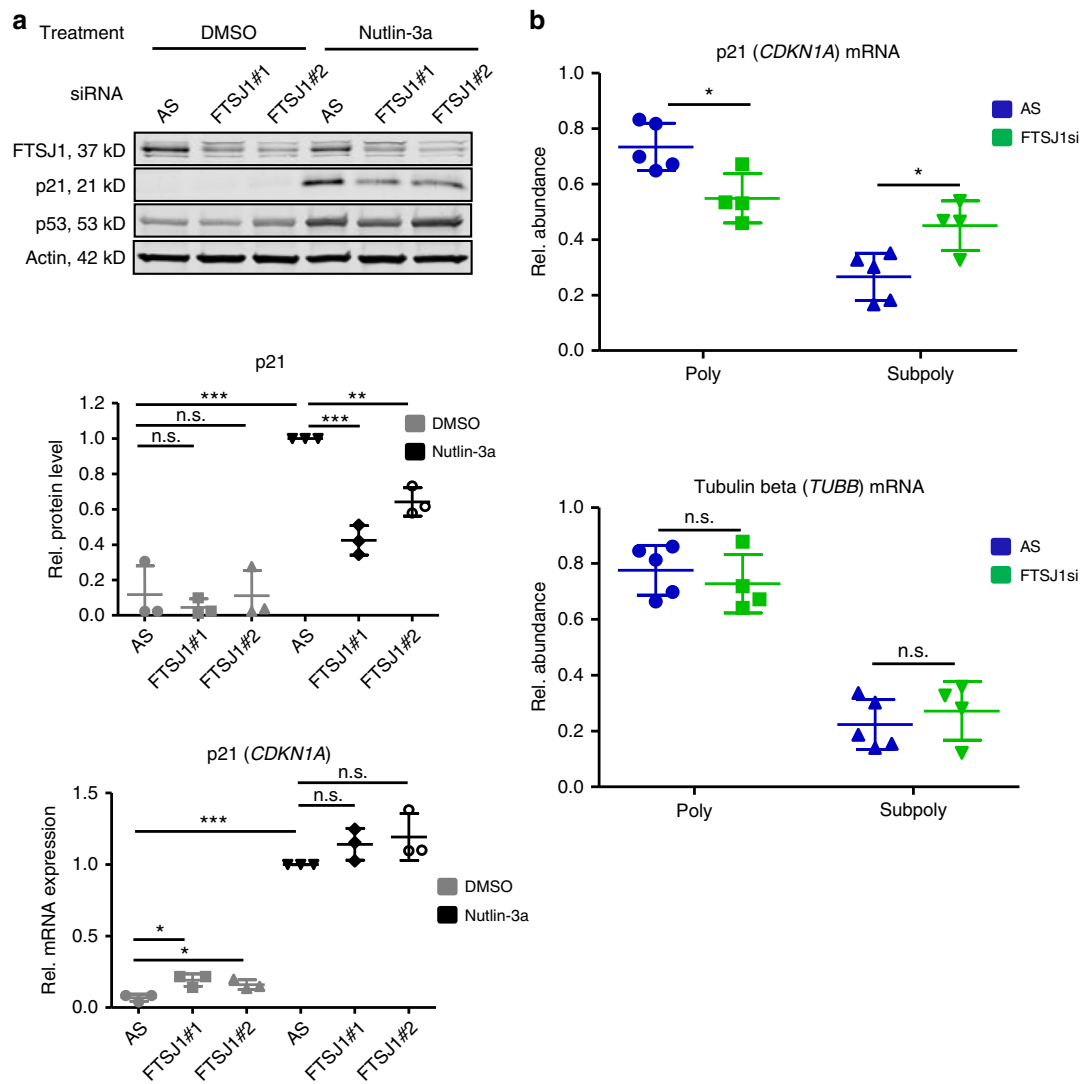 a
Treatment DMSO Nutlin-3a
siRNA AS FTSJ1#1 FTSJ1#2 AS FTSJ1#1 FTSJ1#2
FTSJ1, 37 kD
p21, 21 kD
p53, 53 kD
Actin, 42 kD
p21
Rel. protein level
1.2
1.0
0.8
0.6
0.4
0.2
0.0
***
n.s.
n.s.
**
***
DMSO
Nutlin-3a
AS FTSJ1#1 FTSJ1#2 AS FTSJ1#1 FTSJ1#2
p21 (CDKN1A)
Rel. mRNA expression
1.5
1.0
0.5
0.0
n.s.
n.s.
***
*
*
DMSO
Nutlin-3a
AS FTSJ1#1 FTSJ1#2 AS FTSJ1#1 FTSJ1#2
b
p21 (CDKN1A) mRNA
Rel. abundance
1.0
0.8
0.6
0.4
0.2
0.0
*
*
AS
FTSJ1si
Poly Subpoly
Tubulin beta (TUBB) mRNA
Rel. abundance
1.0
0.8
0.6
0.4
0.2
0.0
n.s.
n.s.
AS
FTSJ1si
Poly Subpoly